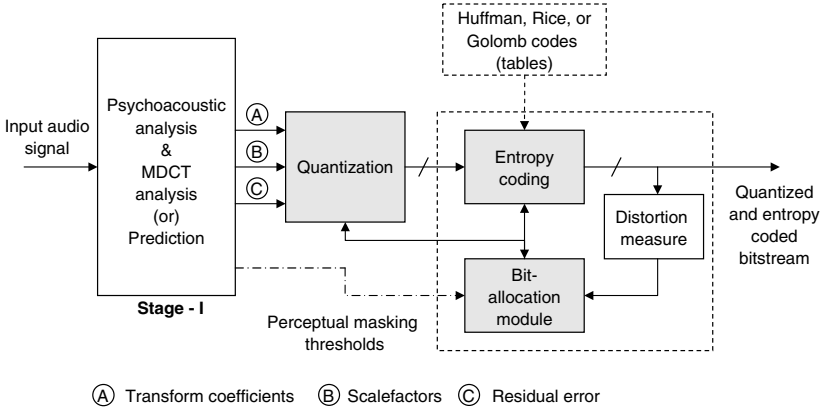 Huffman, Rice, or
Golomb codes
(tables)
Input audio
signal
Psychoacoustic
analysis
&
MDCT
analysis
(or)
Prediction
Stage - I
A
B
C
Quantization
Entropy
coding
Distortion
measure
Quantized
and entropy
coded
bitstream
Bit-
allocation
module
Perceptual masking
thresholds
A Transform coefficients B Scalefactors C Residual error